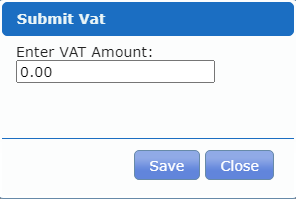 Submit Vat
Enter VAT Amount:
0.00
Save Close